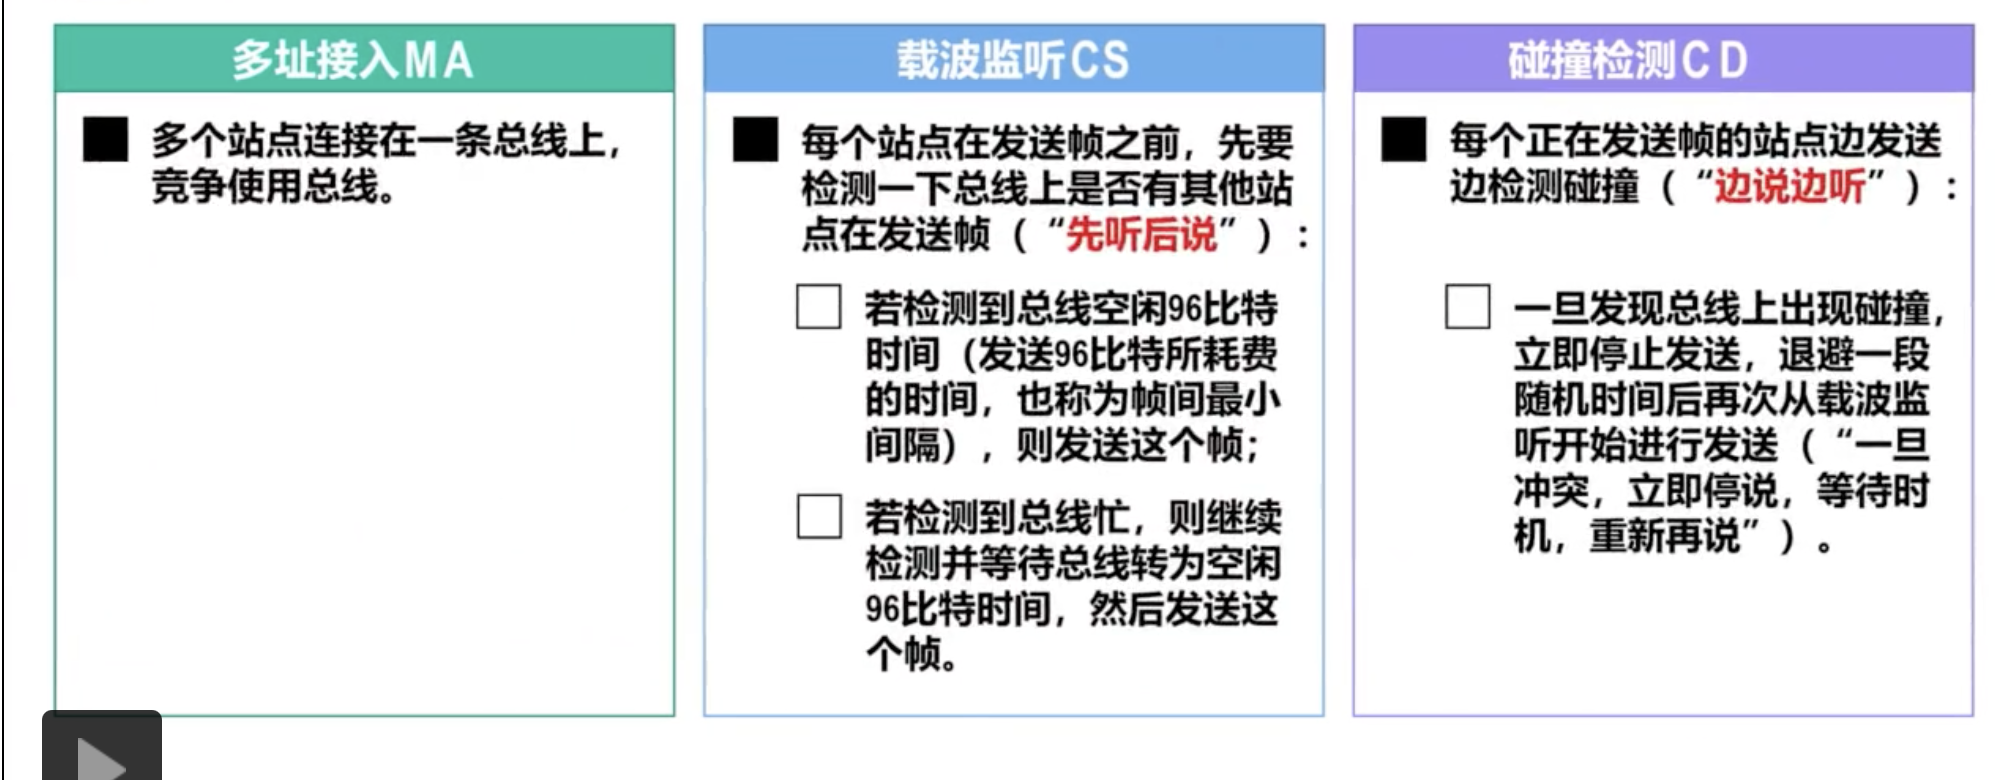 多址接入MA
多个站点连接在一条总线上，
竞争使用总线。
载波监听CS
每个站点在发送帧之前，先要
检测一下总线上是否有其他站
点在发送帧（“先听后说”）：
若检测到总线空闲96比特
时间（发送96比特所耗费
的时间，也称为帧间最小
间隔），则发送这个帧；
若检测到总线忙，则继续
检测并等待总线转为空闲
96比特时间，然后发送这
个帧。
碰撞检测CD
每个正在发送帧的站点边发送
边检测碰撞（“边说边听”）：
一旦发现总线上出现碰撞，
立即停止发送，退避一段
随机时间后再次从载波监
听开始进行发送（“一旦
冲突，立即停说，等待时
机，重新再说”）。